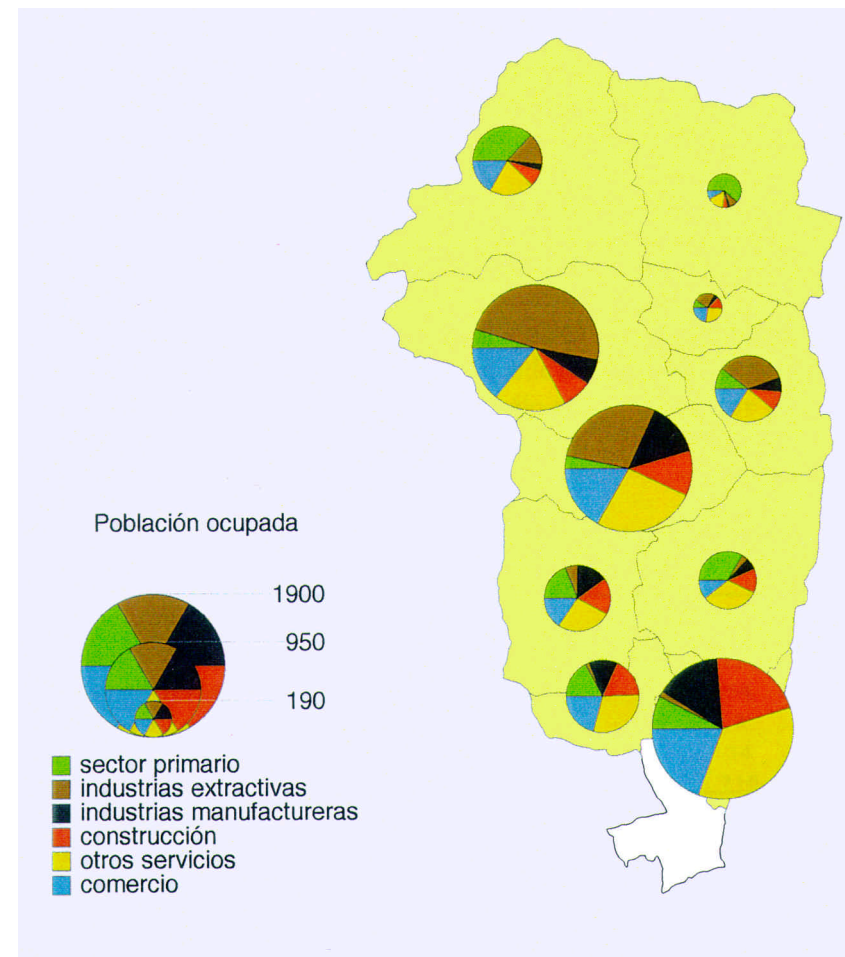 Población ocupada
1900
950
190
sector primario
industrias extractivas
industrias manufactureras
construcción
otros servicios
comercio